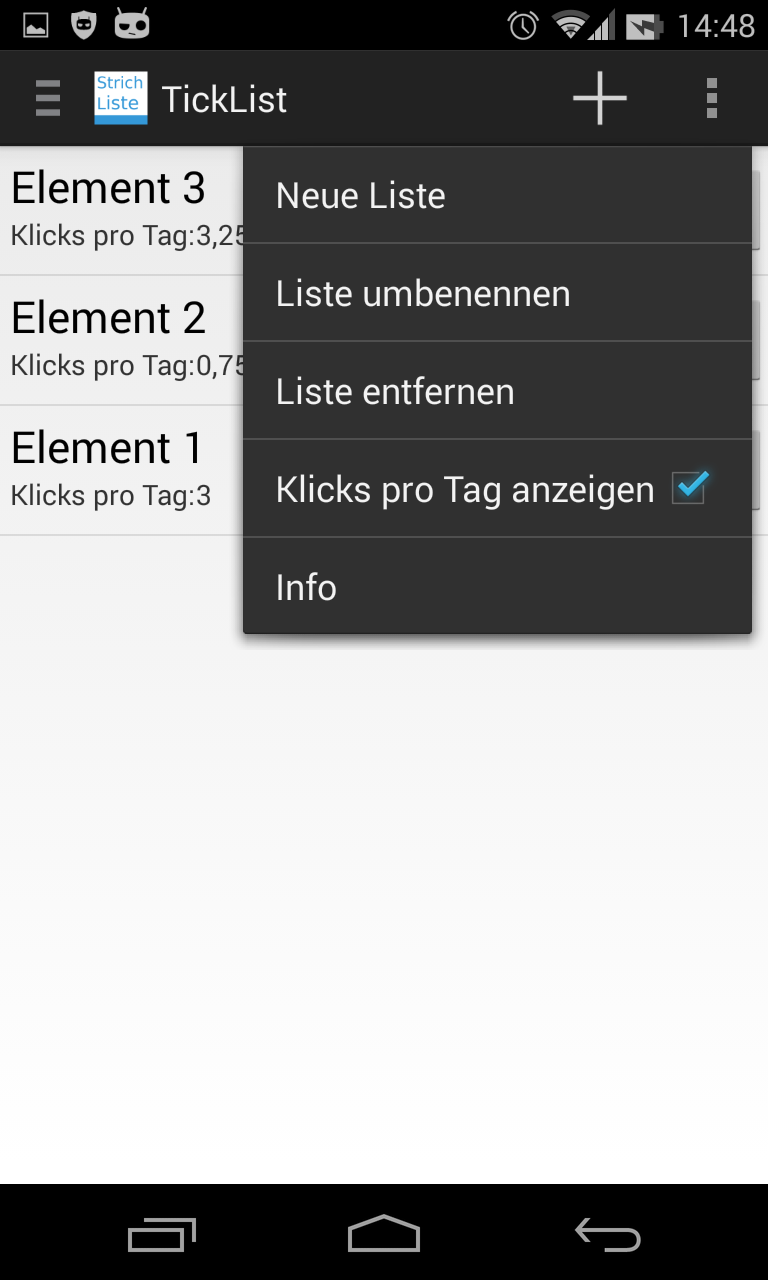 14:48
Strich
Liste
TickList
Element 3
Klicks pro Tag:3,25
Element 2
Klicks pro Tag:0,75
Element 1
Klicks pro Tag:3
Neue Liste
Liste umbenennen
Liste entfernen
Klicks pro Tag anzeigen
Info